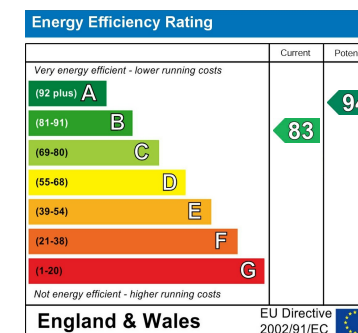 Energy Efficiency Rating
Current
Very energy efficient - lower running costs
(92 plus) A
(81-91) B
83
(69-80) C
(55-68) D
(39-54) E
(21-38) F
(1-20) G
Not energy efficient - higher running costs
England & Wales
EU Directive
2002/91/EC